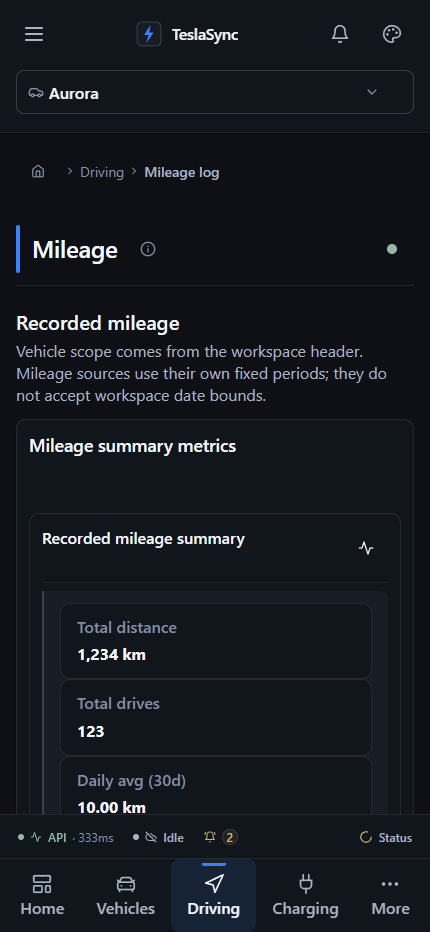 TeslaSync
Aurora
Driving
Mileage log
Mileage
Recorded mileage
Vehicle scope comes from the workspace header.
Mileage sources use their own fixed periods; they do
not accept workspace date bounds.
Mileage summary metrics
Recorded mileage summary
Total distance
1,234 km
Total drives
123
Daily avg (30d)
10.00 km
API · 333ms
Idle
2
Status
Home
Vehicles
Driving
Charging
More